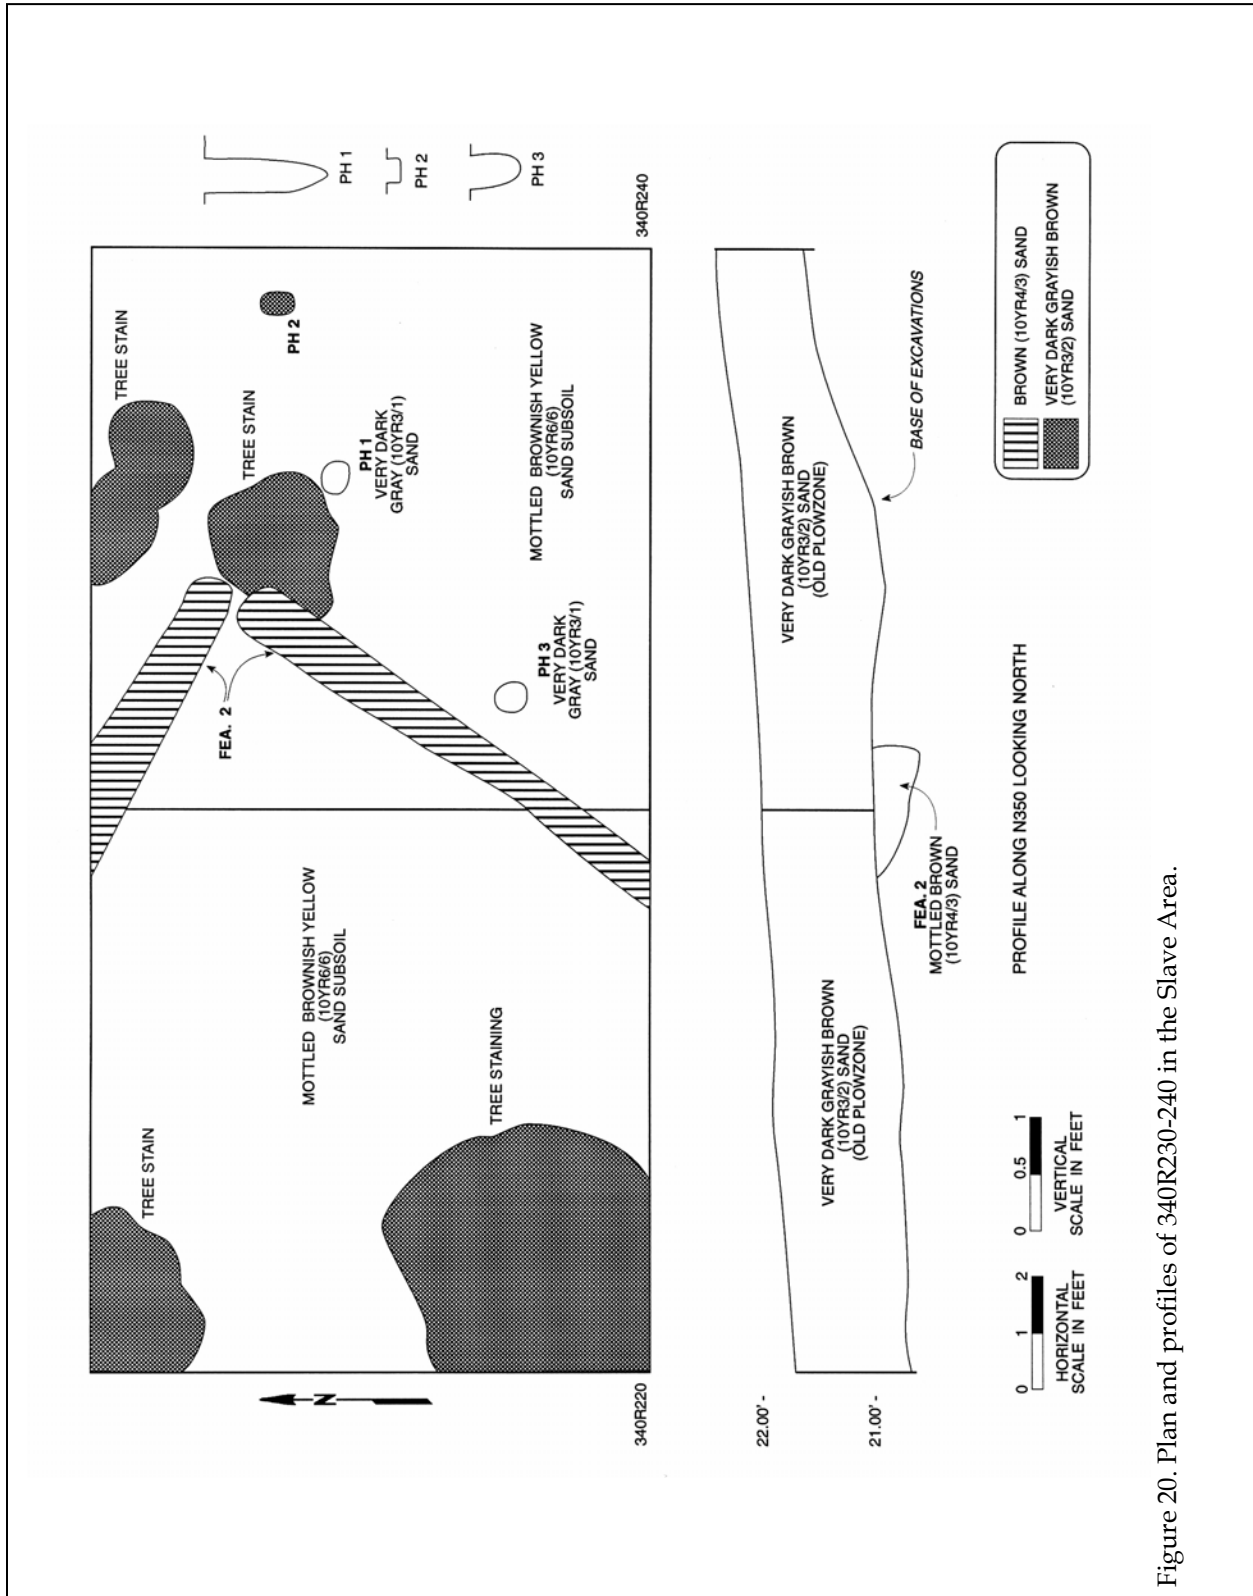 TREE STAIN
TREE STAIN
TREE STAIN
FEA. 2
PH 2
PH 1
VERY DARK
GRAY (10YR3/1)
SAND
MOTTLED BROWNISH YELLOW
(10YR6/6)
SAND SUBSOIL
PH 3
VERY DARK
GRAY (10YR3/1)
SAND
MOTTLED BROWNISH YELLOW
(10YR6/6)
SAND SUBSOIL
TREE STAINING
N
340R220
340R240
PH 1
PH 2
PH 3
22.00' -
21.00' -
VERY DARK GRAYISH BROWN
(10YR3/2) SAND
(OLD PLOWZONE)
VERY DARK GRAYISH BROWN
(10YR3/2) SAND
(OLD PLOWZONE)
BASE OF EXCAVATIONS
FEA. 2
MOTTLED BROWN
(10YR4/3) SAND
0 1 2
HORIZONTAL
SCALE IN FEET
0 0.5 1
VERTICAL
SCALE IN FEET
PROFILE ALONG N350 LOOKING NORTH
BROWN (10YR4/3) SAND
VERY DARK GRAYISH BROWN
(10YR3/2) SAND
Figure 20. Plan and profiles of 340R230-240 in the Slave Area.